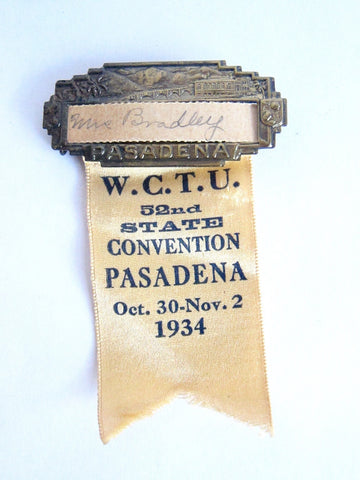 Mrs Bradley
PASADENA
W.C.T.U.
52nd
STATE
CONVENTION
PASADENA
Oct. 30-Nov. 2
1934